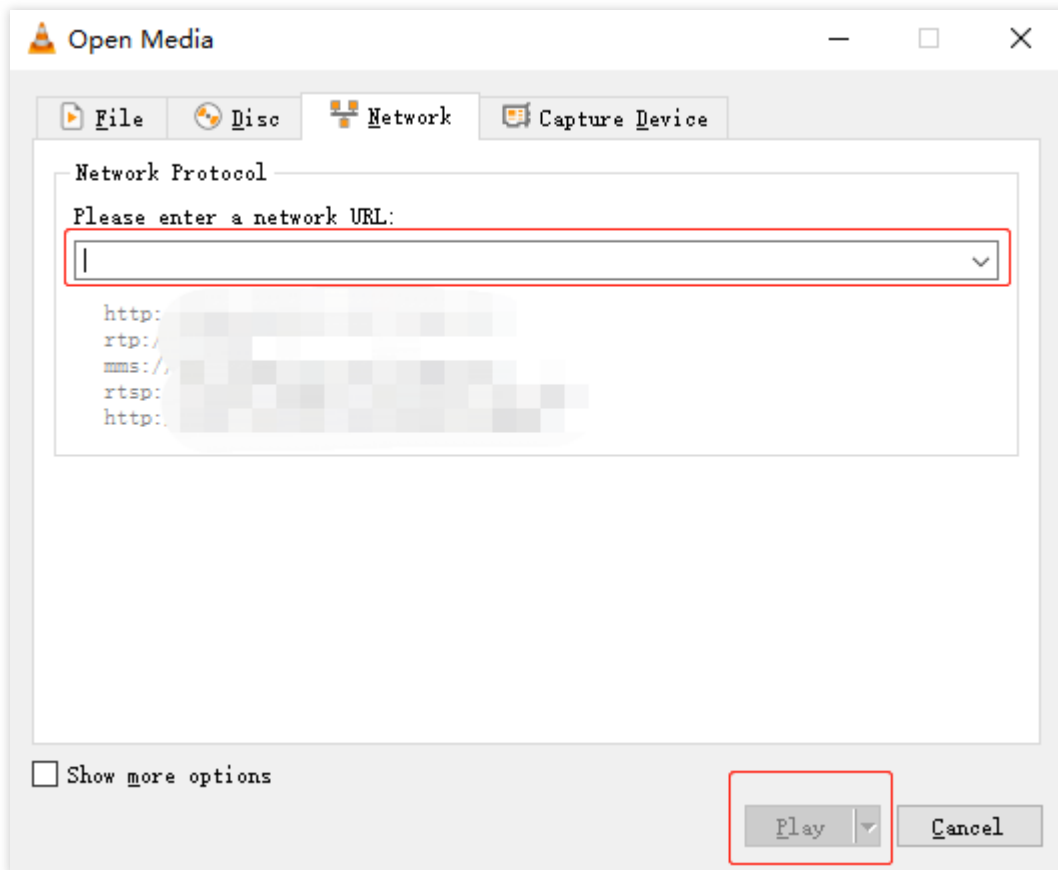 Open Media
File Disc Network Capture Device
Network Protocol
Please enter a network URL:
http:
rtp:/
mms://
rtsp:
http:
Show more options
Play Cancel